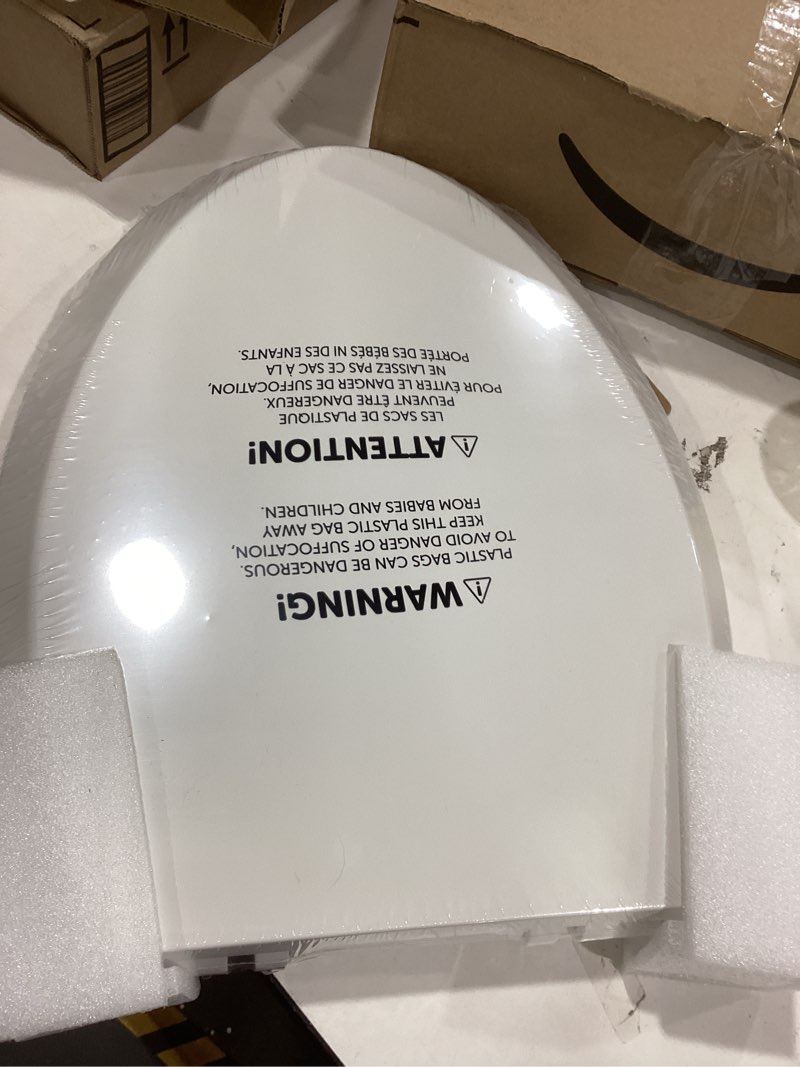 WARNING!
PLASTIC BAGS CAN BE DANGEROUS.
TO AVOID DANGER OF SUFFOCATION,
KEEP THIS PLASTIC BAG AWAY
FROM BABIES AND CHILDREN.
ATTENTION!
LES SACS DE PLASTIQUE
PEUVENT ÊTRE DANGEREUX.
POUR ÉVITER LE DANGER DE SUFFOCATION,
NE LAISSEZ PAS CE SAC À LA
PORTÉE DES BÉBÉS NI DES ENFANTS.